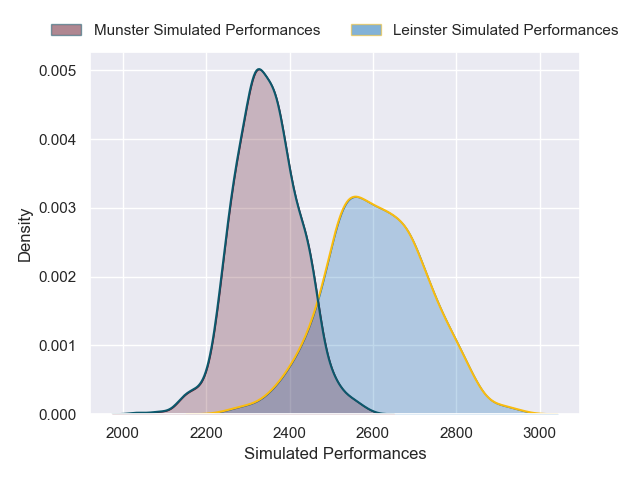 Munster Simulated Performances Leinster Simulated Performances
0.005
0.004
0.003
0.002
0.001
0.000
Density
2000 2200 2400 2600 2800 3000
Simulated Performances